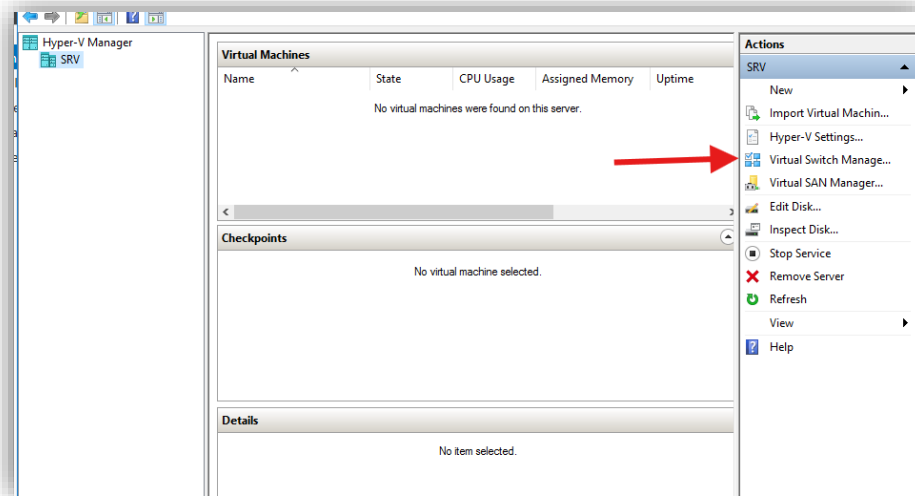 Hyper-V Manager
SRV
Virtual Machines
Name State CPU Usage Assigned Memory Uptime
No virtual machines were found on this server.
Checkpoints
No virtual machine selected.
Details
No item selected.
Actions
SRV
New
Import Virtual Machin...
Hyper-V Settings...
Virtual Switch Manage...
Virtual SAN Manager...
Edit Disk...
Inspect Disk...
Stop Service
Remove Server
Refresh
View
Help